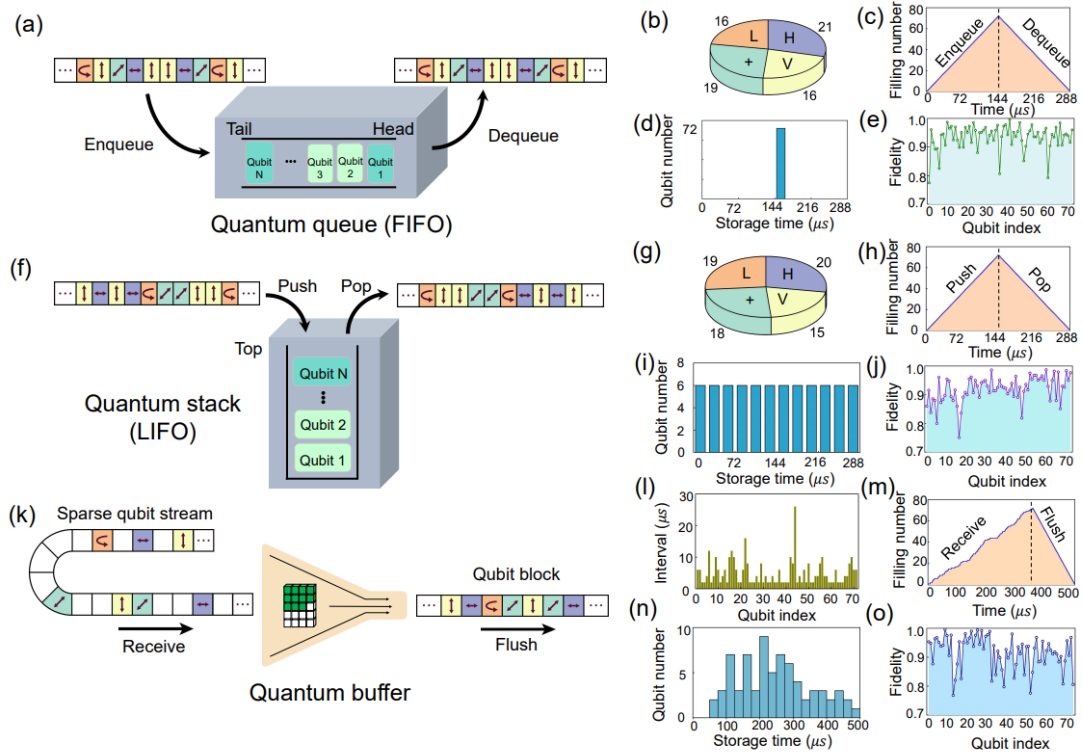 (a)
...
...
...
...
Enqueue
Tail
Head
Qubit N
...
Qubit 3
Qubit 2
Qubit 1
Dequeue
Quantum queue (FIFO)
(b)
16
21
L
H
+
V
19
16
(c)
Filling number
80
60
40
20
0
Enqueue
Dequeue
0 72 144 216 288
Time (μs)
(d)
Qubit number
72
0 72 144 216 288
Storage time (μs)
(e)
Fidelity
1.0
0.9
0.8
0.7
0 10 20 30 40 50 60 70
Qubit index
(f)
...
...
Push
Pop
...
...
Top
Qubit N
...
Qubit 2
Qubit 1
Quantum stack
(LIFO)
(g)
19
20
L
H
+
V
18
15
(h)
Filling number
80
60
40
20
0
Push
Pop
0 72 144 216 288
Time (μs)
(i)
Qubit number
8
6
4
2
0
0 72 144 216 288
Storage time (μs)
(j)
Fidelity
1.0
0.9
0.8
0.7
0 10 20 30 40 50 60 70
Qubit index
(k)
Sparse qubit stream
...
...
Receive
Quantum buffer
Qubit block
...
...
Flush
(l)
Interval (μs)
30
20
10
0
0 10 20 30 40 50 60 70
Qubit index
(m)
Filling number
80
60
40
20
0
Receive
Flush
0 100 200 300 400 500
Time (μs)
(n)
Qubit number
10
5
0
100 200 300 400 500
Storage time (μs)
(o)
Fidelity
1.0
0.9
0.8
0.7
0 10 20 30 40 50 60 70
Qubit index